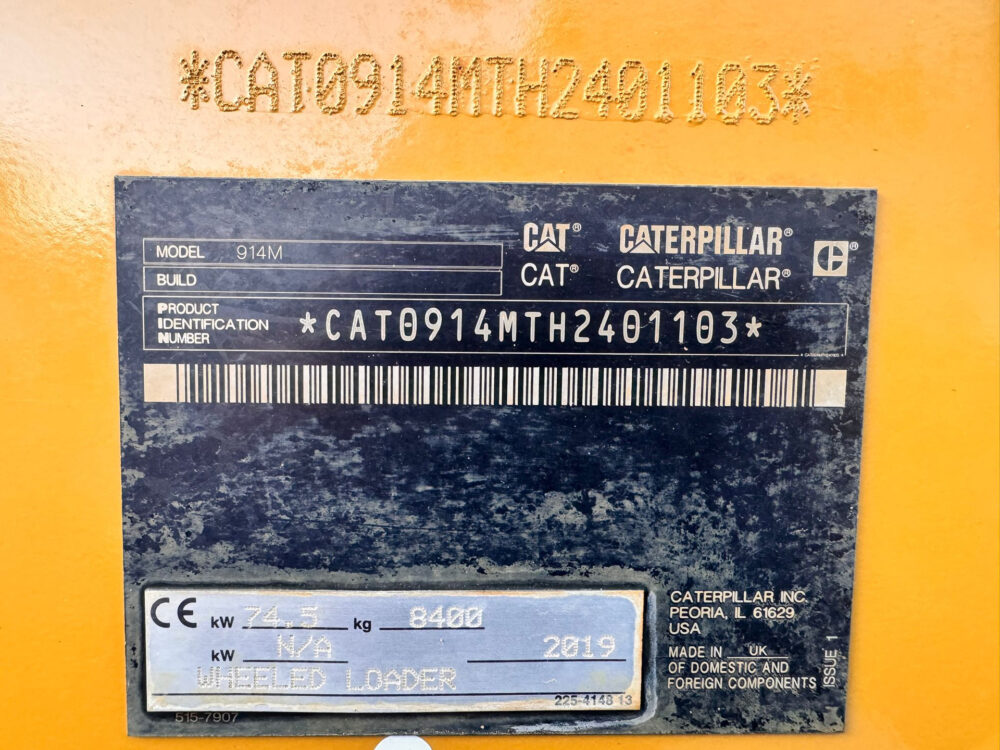 *CAT0914MTH2401103*
CAT® CATERPILLAR®
MODEL 914M
CAT® CATERPILLAR®
BUILD
PRODUCT
IDENTIFICATION
NUMBER
*CAT0914MTH2401103*
CE kW 74.5 kg 8400
kW N/A 2019
WHEELED LOADER
225-4148 13
515-7907
CATERPILLAR INC.
PEORIA, IL 61629
USA
MADE IN UK
OF DOMESTIC AND
FOREIGN COMPONENTS
ISSUE 1